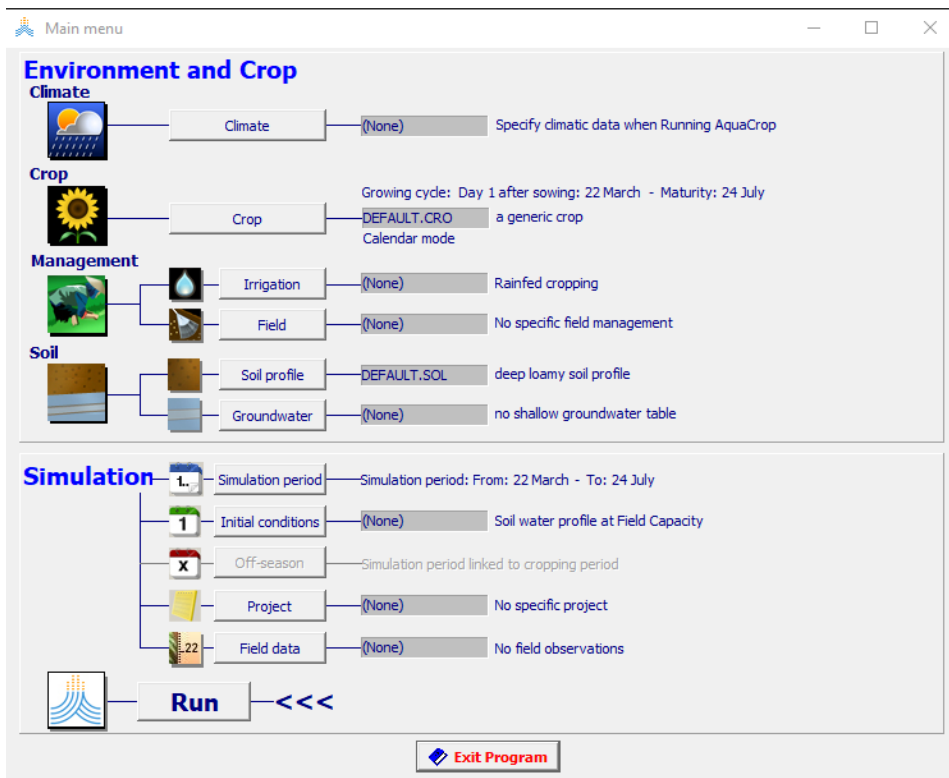 Main menu
Environment and Crop
Climate
Climate (None) Specify climatic data when Running AquaCrop
Crop
Growing cycle: Day 1 after sowing: 22 March - Maturity: 24 July
Crop DEFAULT.CRO a generic crop
Calendar mode
Management
Irrigation (None) Rainfed cropping
Field (None) No specific field management
Soil
Soil profile DEFAULT.SOL deep loamy soil profile
Groundwater (None) no shallow groundwater table
Simulation 1.. Simulation period Simulation period: From: 22 March - To: 24 July
1 Initial conditions (None) Soil water profile at Field Capacity
X Off-season Simulation period linked to cropping period
Project (None) No specific project
.22 Field data (None) No field observations
Run <<<
Exit Program